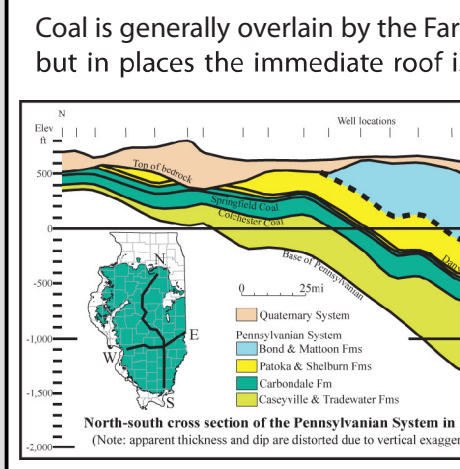 Coal is generally overlain by the Far
but in places the immediate roof i
N
Well locations
Elev
ft
500
0
-500
-1,000
-1,500
-2,000
Top of bedrock
Springfield Coal
Colchester Coal
Base of Pennsylvanian
Danv
N
W
E
S
0 25mi
Quaternary System
Pennsylvanian System
Bond & Mattoon Fms
Patoka & Shelburn Fms
Carbondale Fm
Caseyville & Tradewater Fms
North-south cross section of the Pennsylvanian System in
(Note: apparent thickness and dip are distorted due to vertical exagger